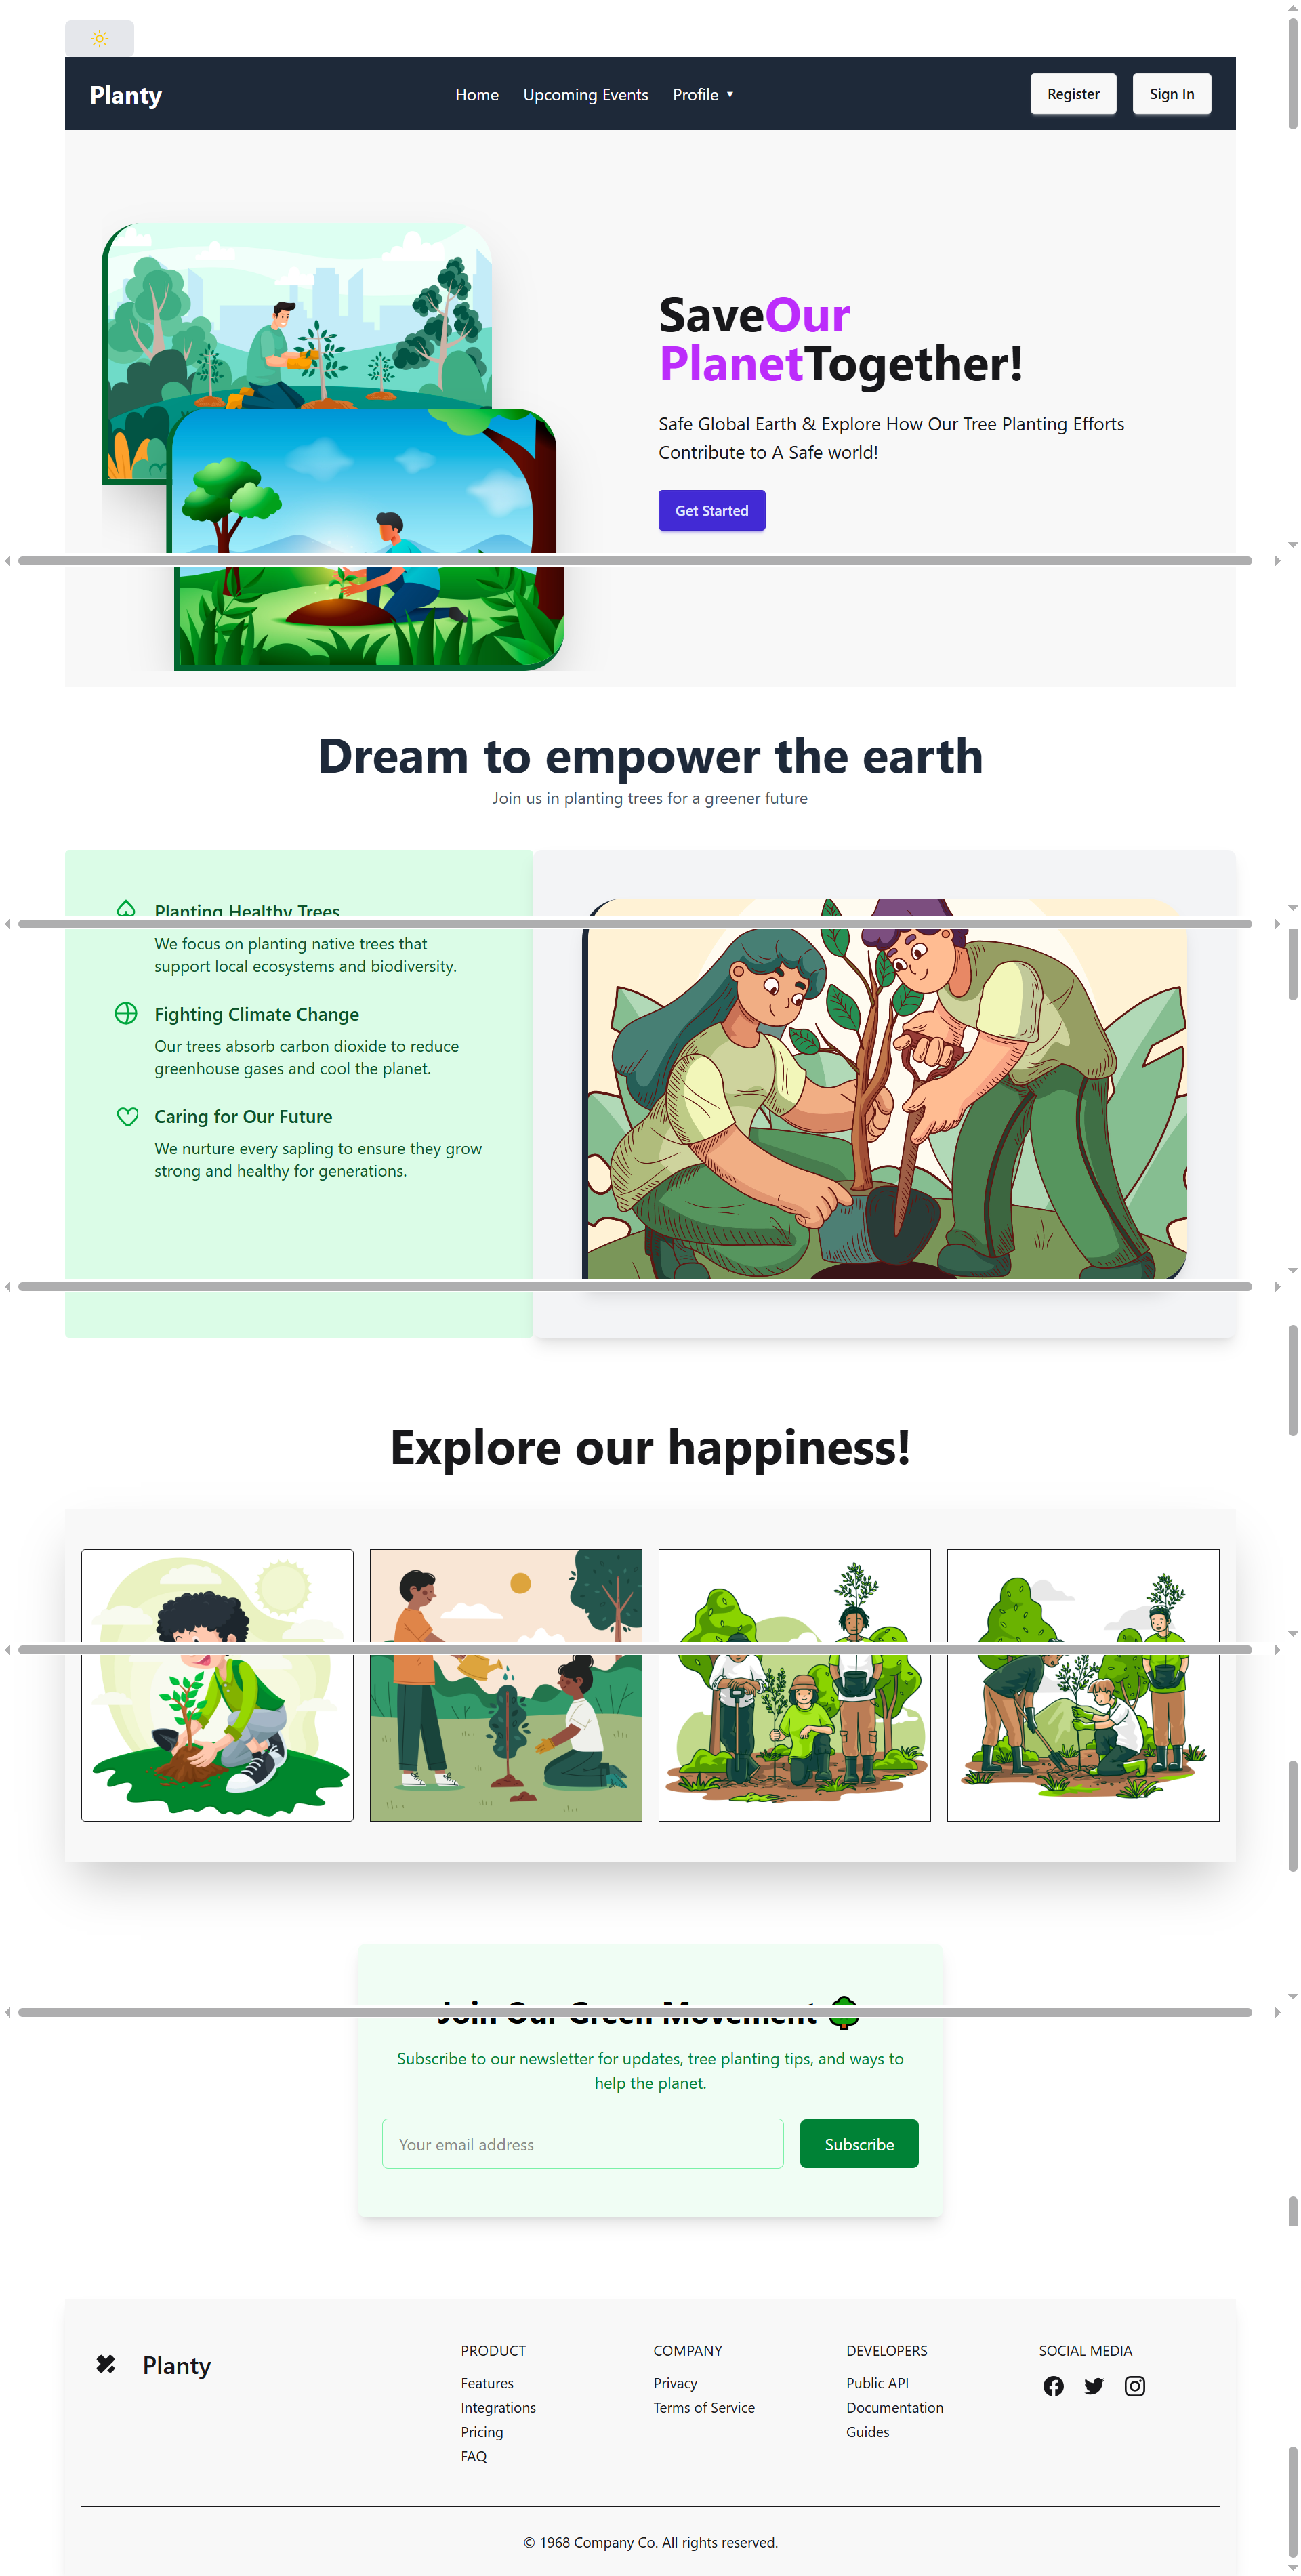 Planty
Home
Upcoming Events
Profile ▼
Register
Sign In
SaveOur
PlanetTogether!
Safe Global Earth & Explore How Our Tree Planting Efforts
Contribute to A Safe world!
Get Started
Dream to empower the earth
Join us in planting trees for a greener future
Planting Healthy Trees
We focus on planting native trees that
support local ecosystems and biodiversity.
Fighting Climate Change
Our trees absorb carbon dioxide to reduce
greenhouse gases and cool the planet.
Caring for Our Future
We nurture every sapling to ensure they grow
strong and healthy for generations.
Explore our happiness!
Join Our Green Movement 🌳
Subscribe to our newsletter for updates, tree planting tips, and ways to
help the planet.
Your email address
Subscribe
Planty
PRODUCT
Features
Integrations
Pricing
FAQ
COMPANY
Privacy
Terms of Service
DEVELOPERS
Public API
Documentation
Guides
SOCIAL MEDIA
© 1968 Company Co. All rights reserved.